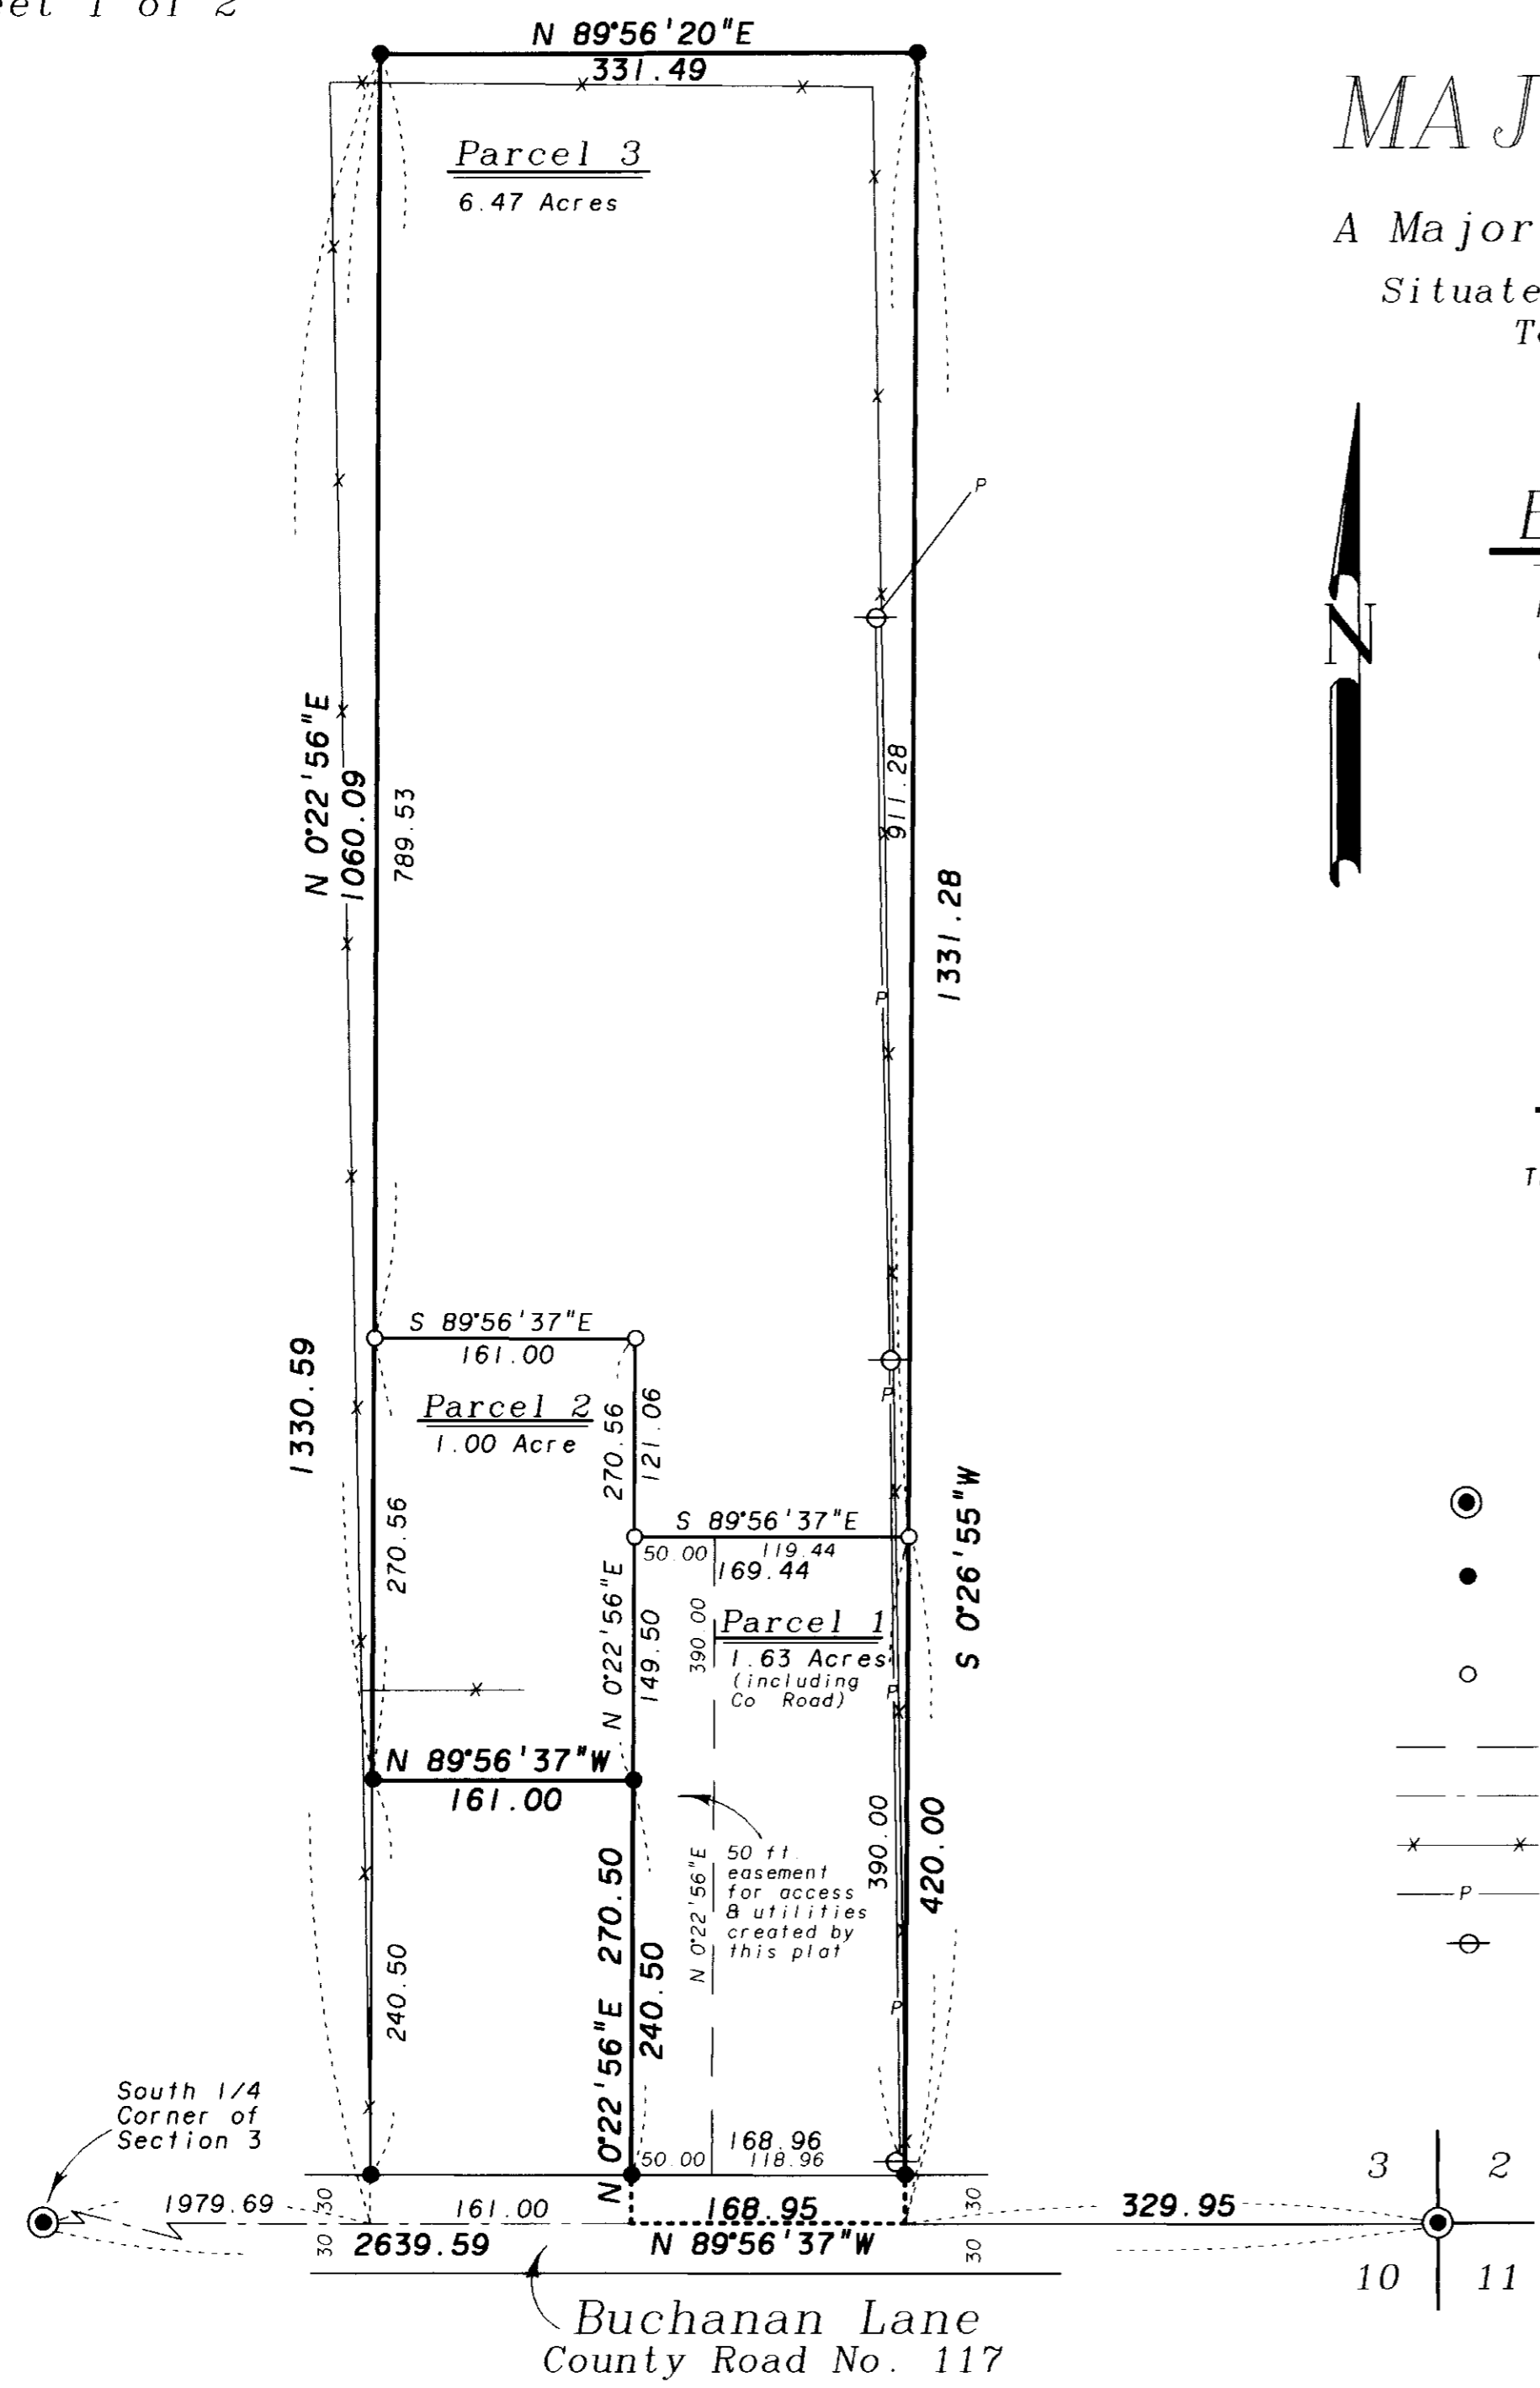 N 89°56'20"E
331.49
Parcel 3
6.47 Acres
MAJ
A Major
Situate
P
N
N 0°22'56"E
1060.09
789.53
911.28
1331.28
P
1330.59
S 89°56'37"E
161.00
Parcel 2
1.00 Acre
270.56
121.06
270.56
P
S 89°56'37"E
50.00
119.44
169.44
S 0°26'55"W
N 0°22'56"E
149.50
390.00
Parcel 1
1.63 Acres
(including
Co Road)
P
N 89°56'37"W
161.00
50 ft.
easement
for access
& utilities
created by
this plat
N 0°22'56"E
390.00
420.00
N 0°22'56"E 270.50
240.50
240.50
P
P
South 1/4
Corner of
Section 3
168.96
50.00
118.96
3
2
1979.69
30
161.00
168.95
30
329.95
30
2639.59
N 89°56'37"W
30
10
11
Buchanan Lane
County Road No. 117